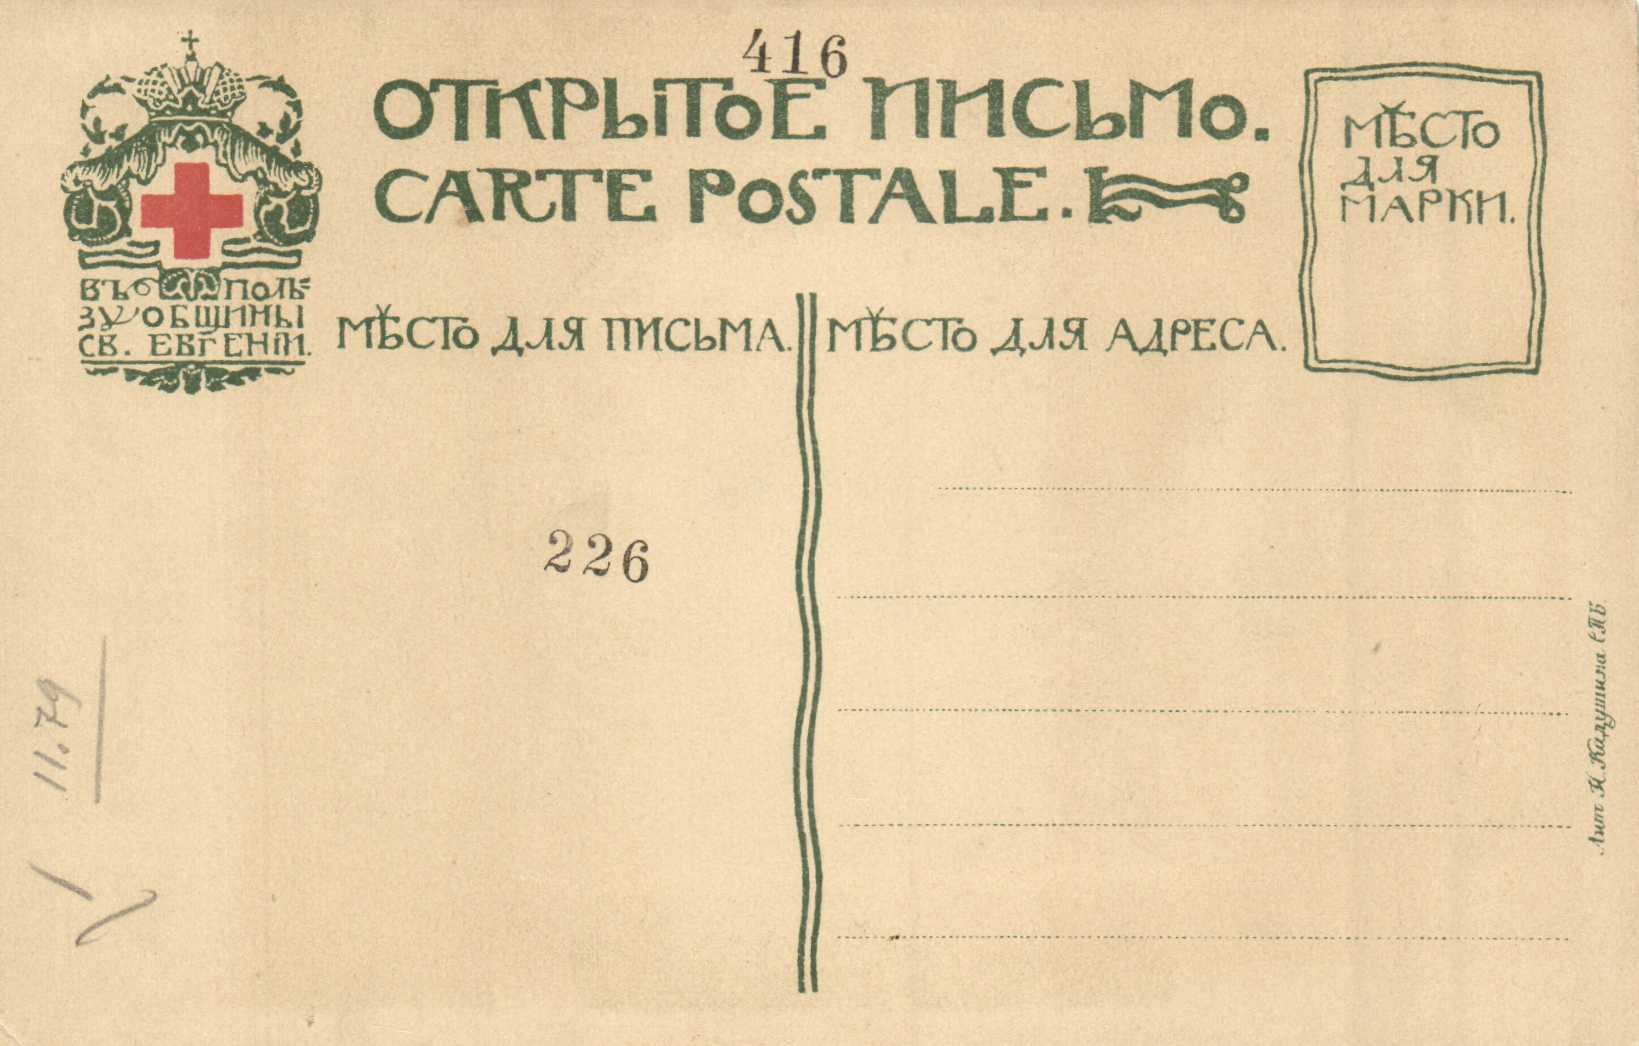 416
ОТКРЫТОЕ ПИСЬМО.
CARTE POSTALE.
МѢСТО
ДЛЯ
МАРКИ.
ВЪ ПОЛЬ=
ЗУ ОБЩИНЫ
СВ. ЕВГЕНІИ.
МѢСТО ДЛЯ ПИСЬМА.
МѢСТО ДЛЯ АДРЕСА.
226
11.79
Лит Н. Кадушина СПБ